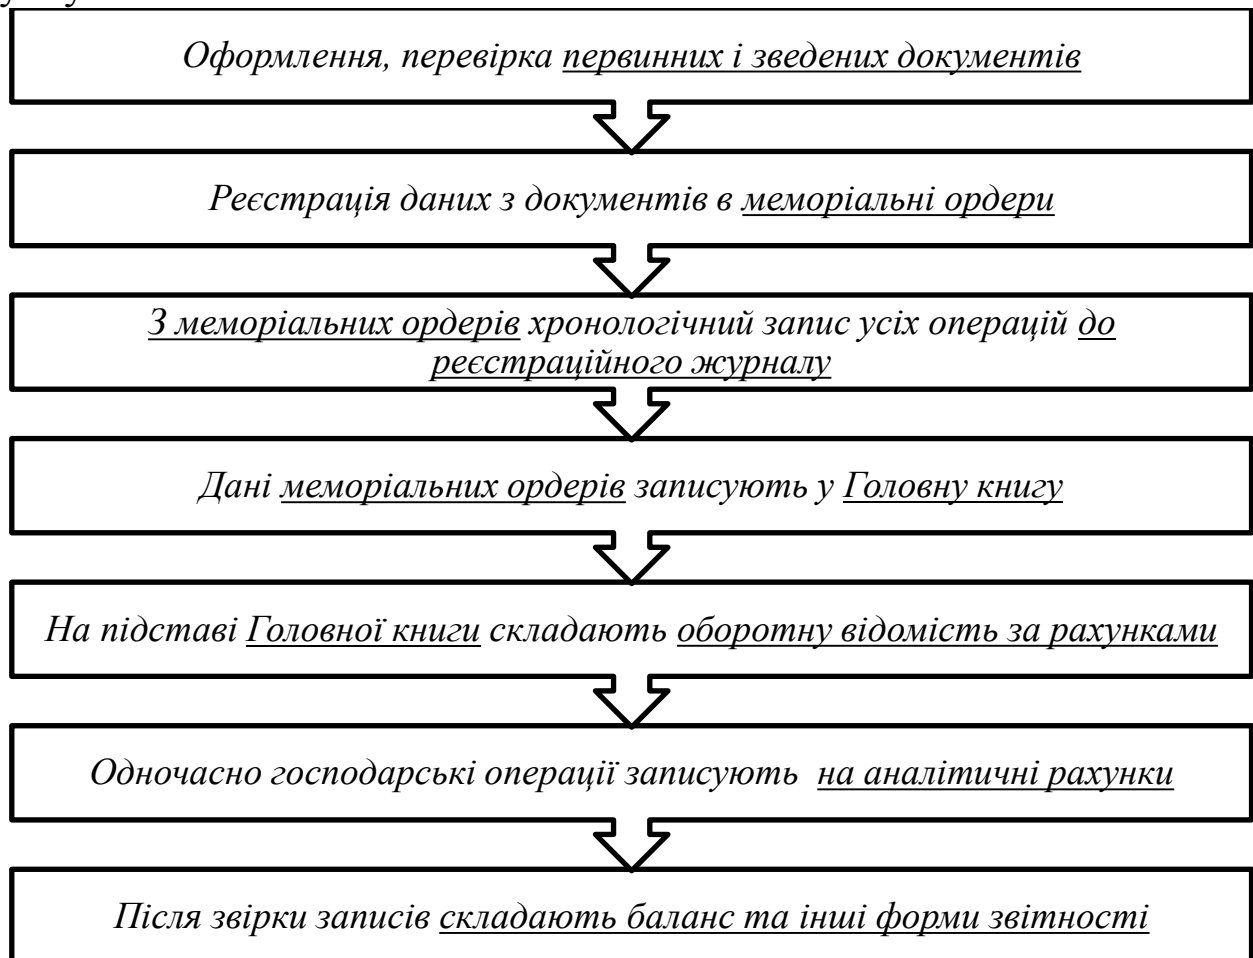 Оформлення, перевірка первинних і зведених документів
Реєстрація даних з документів в меморіальні ордери
З меморіальних ордерів хронологічний запис усіх операцій до
реєстраційного журналу
Дані меморіальних ордерів записують у Головну книгу
На підставі Головної книги складають оборотну відомість за рахунками
Одночасно господарські операції записують на аналітичні рахунки
Після звірки записів складають баланс та інші форми звітності